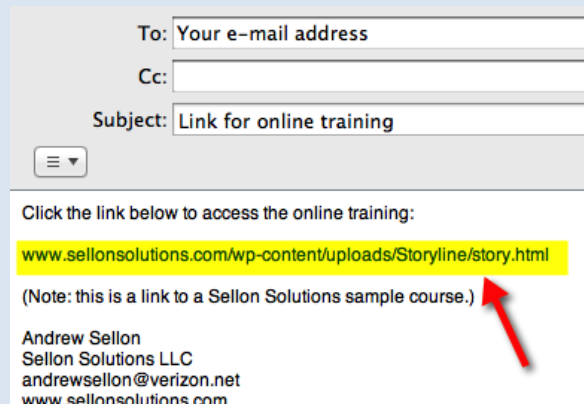 To: Your e-mail address
Cc:
Subject: Link for online training
Click the link below to access the online training:
www.sellonsolutions.com/wp-content/uploads/Storyline/story.html
(Note: this is a link to a Sellon Solutions sample course.)
Andrew Sellon
Sellon Solutions LLC
andrewsellon@verizon.net
www.sellonsolutions.com